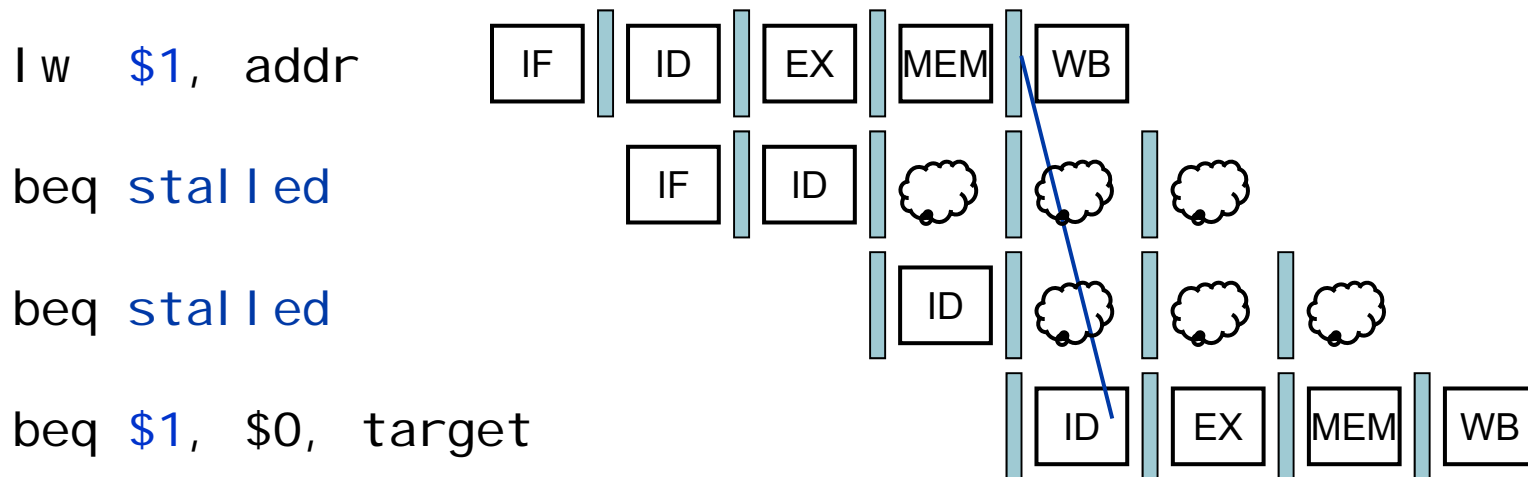 lw $1, addr IF ID EX MEM WB
beq stalled IF ID
beq stalled ID
beq $1, $0, target ID EX MEM WB